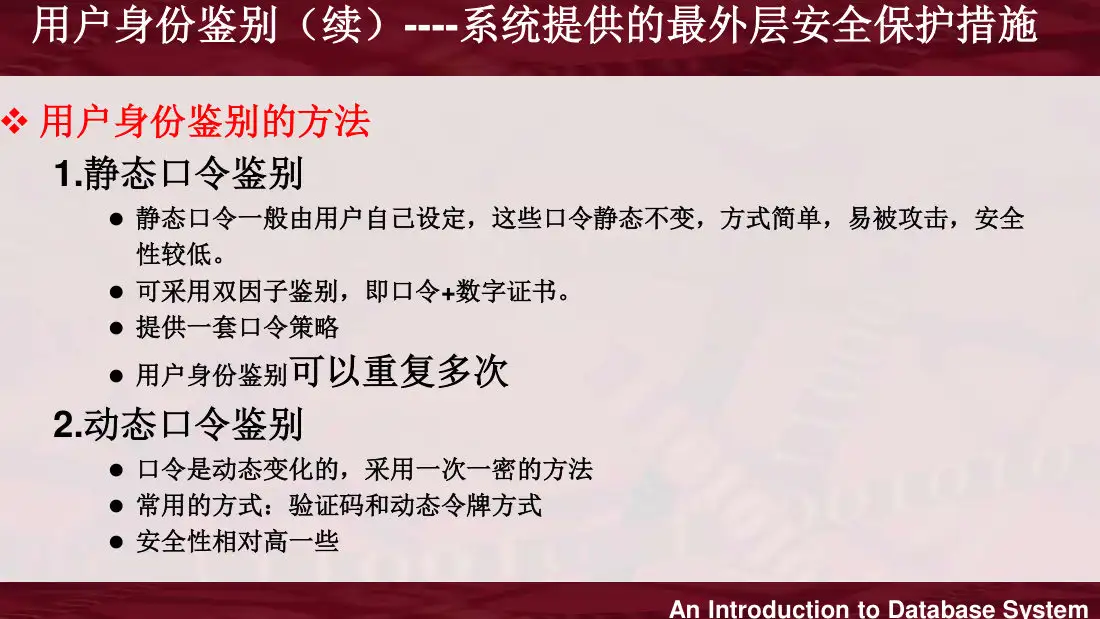 用户身份鉴别（续）----系统提供的最外层安全保护措施
❖ 用户身份鉴别的方法
1.静态口令鉴别
● 静态口令一般由用户自己设定，这些口令静态不变，方式简单，易被攻击，安全
性较低。
● 可采用双因子鉴别，即口令+数字证书。
● 提供一套口令策略
● 用户身份鉴别可以重复多次
2.动态口令鉴别
● 口令是动态变化的，采用一次一密的方法
● 常用的方式：验证码和动态令牌方式
● 安全性相对高一些
An Introduction to Database System